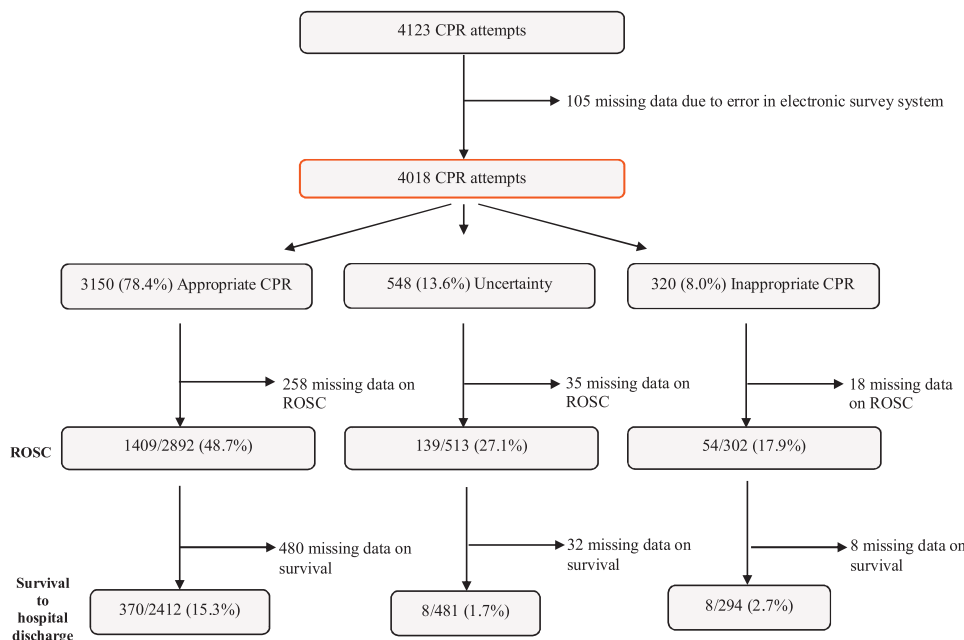 4123 CPR attempts
105 missing data due to error in electronic survey system
4018 CPR attempts
3150 (78.4%) Appropriate CPR
548 (13.6%) Uncertainty
320 (8.0%) Inappropriate CPR
258 missing data on
ROSC
35 missing data on
ROSC
18 missing data
on ROSC
ROSC
1409/2892 (48.7%)
139/513 (27.1%)
54/302 (17.9%)
480 missing data on
survival
32 missing data on
survival
8 missing data on
survival
Survival
to
hospital
discharge
370/2412 (15.3%)
8/481 (1.7%)
8/294 (2.7%)